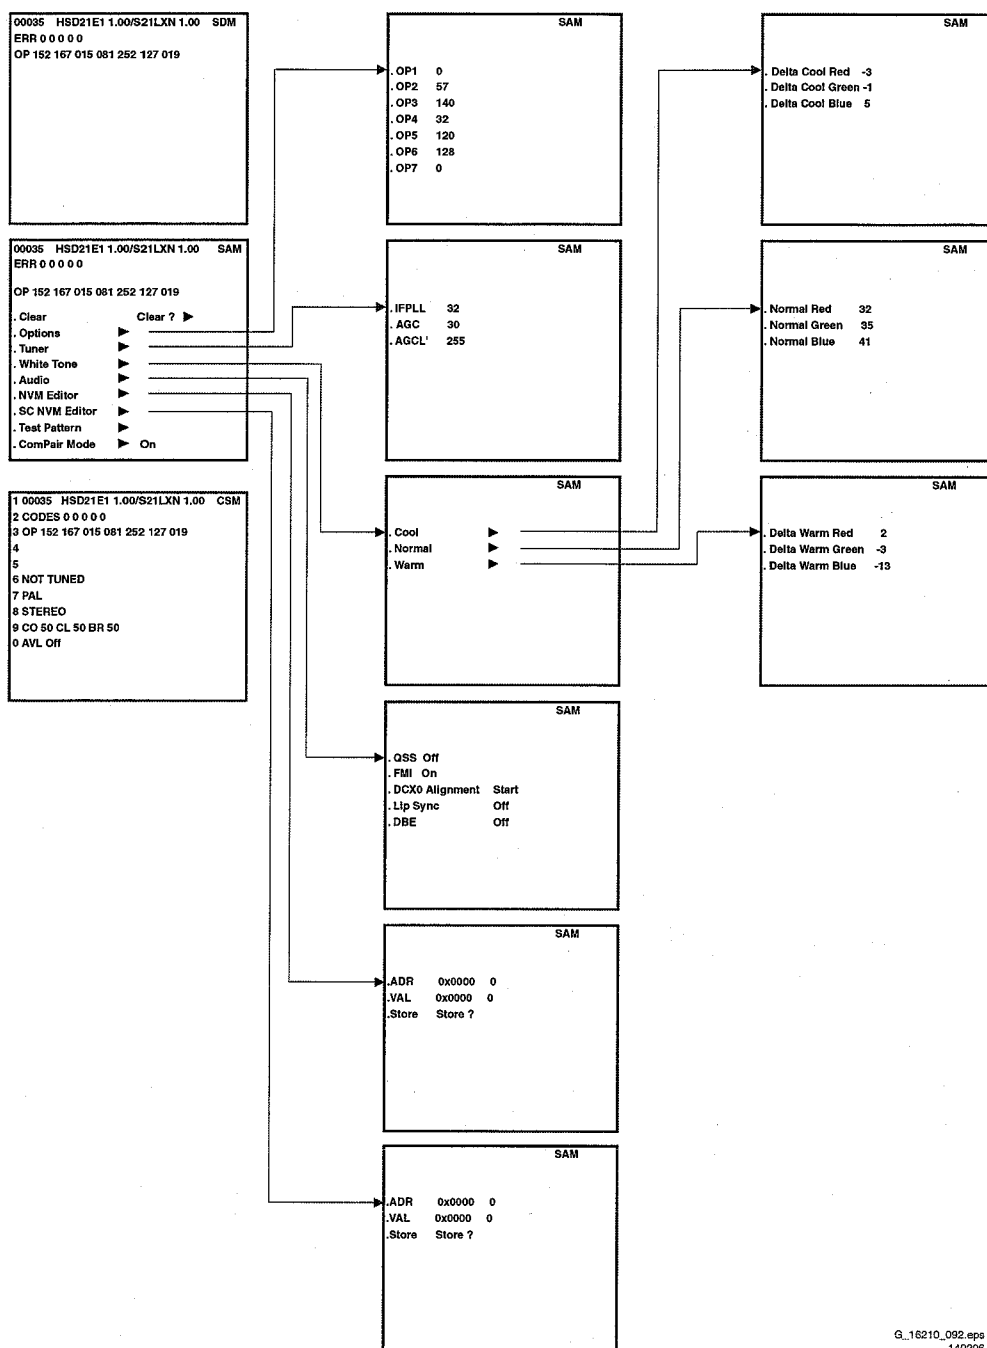 00035 HSD21E1 1.00/S21LXN 1.00 SDM
ERR 0 0 0 0 0
OP 152 167 015 081 252 127 019
00035 HSD21E1 1.00/S21LXN 1.00 SAM
ERR 0 0 0 0 0
OP 152 167 015 081 252 127 019
. Clear Clear ? ▶
. Options ▶
. Tuner ▶
. White Tone ▶
. Audio ▶
. NVM Editor ▶
. SC NVM Editor ▶
. Test Pattern ▶
. ComPair Mode ▶ On
1 00035 HSD21E1 1.00/S21LXN 1.00 CSM
2 CODES 0 0 0 0 0
3 OP 152 167 015 081 252 127 019
4
5
6 NOT TUNED
7 PAL
8 STEREO
9 CO 50 CL 50 BR 50
0 AVL Off
SAM
. OP1 0
. OP2 57
. OP3 140
. OP4 32
. OP5 120
. OP6 128
. OP7 0
SAM
. IFPLL 32
. AGC 30
. AGCL' 255
SAM
. Cool ▶
. Normal ▶
. Warm ▶
SAM
. QSS Off
. FMI On
. DCX0 Alignment Start
. Lip Sync Off
. DBE Off
SAM
.ADR 0x0000 0
.VAL 0x0000 0
.Store Store ?
SAM
.ADR 0x0000 0
.VAL 0x0000 0
.Store Store ?
SAM
. Delta Cool Red -3
. Delta Cool Green -1
. Delta Cool Blue 5
SAM
. Normal Red 32
. Normal Green 35
. Normal Blue 41
SAM
. Delta Warm Red 2
. Delta Warm Green -3
. Delta Warm Blue -13
G_16210_092.eps